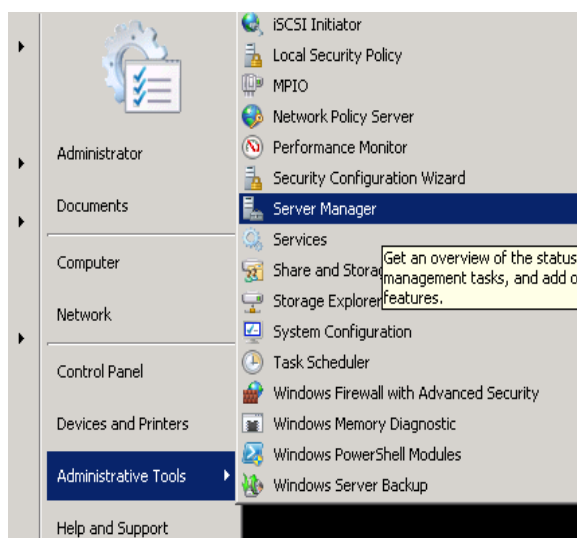 Administrator
Documents
Computer
Network
Control Panel
Devices and Printers
Administrative Tools
Help and Support
iSCSI Initiator
Local Security Policy
MPIO
Network Policy Server
Performance Monitor
Security Configuration Wizard
Server Manager
Services
Share and Stora
Storage Explorer
System Configuration
Task Scheduler
Windows Firewall with Advanced Security
Windows Memory Diagnostic
Windows PowerShell Modules
Windows Server Backup
Get an overview of the status
management tasks, and add o
features.